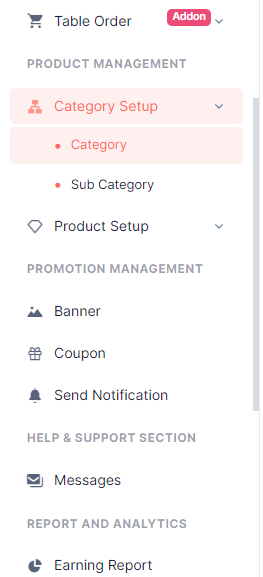 Table Order Addon
PRODUCT MANAGEMENT
Category Setup
Category
Sub Category
Product Setup
PROMOTION MANAGEMENT
Banner
Coupon
Send Notification
HELP & SUPPORT SECTION
Messages
REPORT AND ANALYTICS
Earning Report